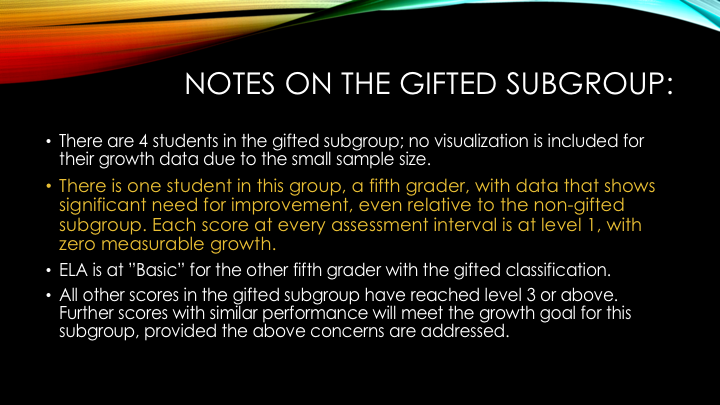 NOTES ON THE GIFTED SUBGROUP:
• There are 4 students in the gifted subgroup; no visualization is included for
their growth data due to the small sample size.
• There is one student in this group, a fifth grader, with data that shows
significant need for improvement, even relative to the non-gifted
subgroup. Each score at every assessment interval is at level 1, with
zero measurable growth.
• ELA is at ”Basic” for the other fifth grader with the gifted classification.
• All other scores in the gifted subgroup have reached level 3 or above.
Further scores with similar performance will meet the growth goal for this
subgroup, provided the above concerns are addressed.